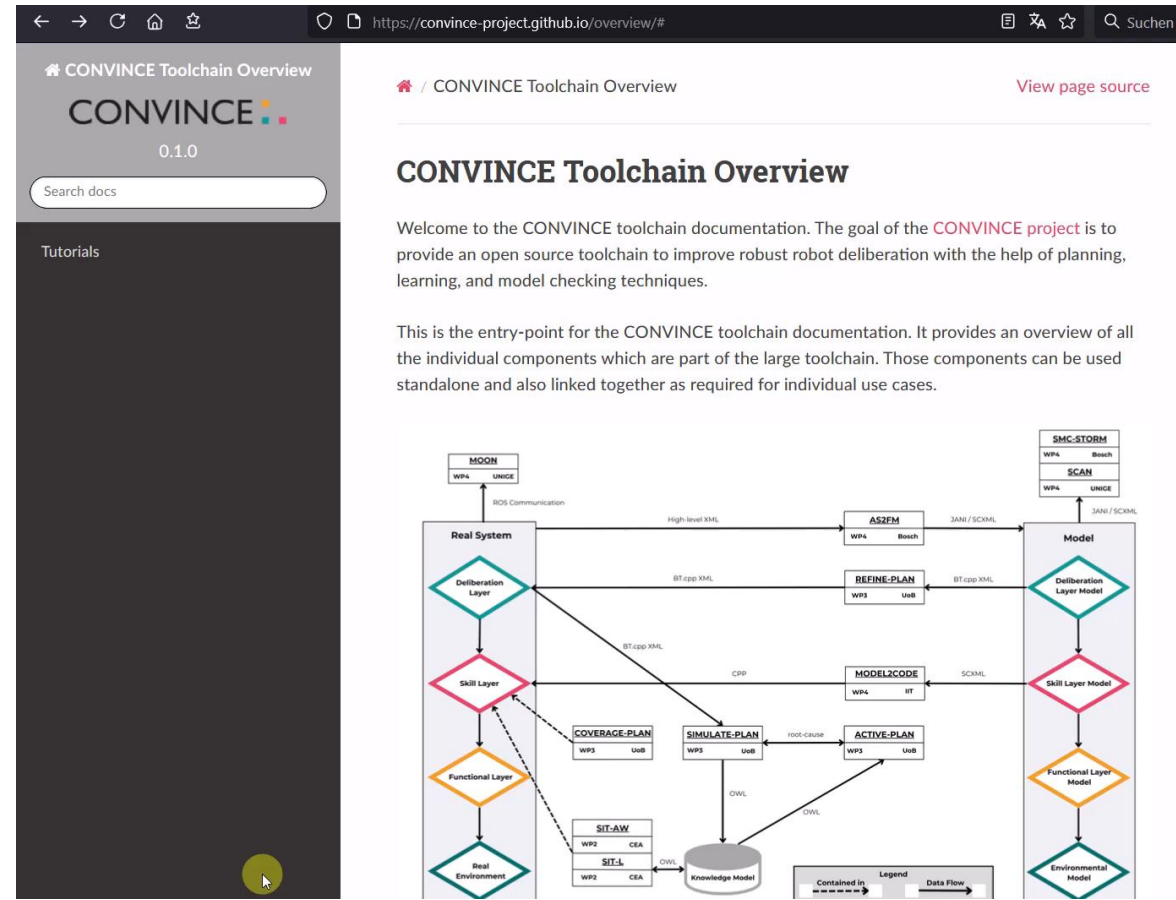 https://convince-project.github.io/overview/#
Suchen
CONVINCE Toolchain Overview
CONVINCE
0.1.0
Search docs
Tutorials
/ CONVINCE Toolchain Overview
View page source
CONVINCE Toolchain Overview
Welcome to the CONVINCE toolchain documentation. The goal of the CONVINCE project is to
provide an open source toolchain to improve robust robot deliberation with the help of planning,
learning, and model checking techniques.
This is the entry-point for the CONVINCE toolchain documentation. It provides an overview of all
the individual components which are part of the large toolchain. Those components can be used
standalone and also linked together as required for individual use cases.
SMC-STORM
WP4 Bosch
SCAN
WP4 UNIGE
MOON
WP4 UNIGE
ROS Communication
JANI / SCXML
Real System
High-level XML
AS2FM
WP4 Bosch
JANI / SCXML
Model
Deliberation
Layer
BT.cpp XML
REFINE-PLAN
WP3 UoB
BT.cpp XML
Deliberation
Layer Model
BT.cpp XML
Skill Layer
CPP
MODEL2CODE
WP4 IIT
SCXML
Skill Layer Model
COVERAGE-PLAN
WP3 UoB
SIMULATE-PLAN
WP3 UoB
root-cause
ACTIVE-PLAN
WP3 UoB
Functional Layer
Functional Layer
Model
OWL
OWL
SIT-AW
WP2 CEA
SIT-L
WP2 CEA
OWL
Real
Environment
Knowledge Model
Legend
Contained in
Data Flow
Environmental
Model